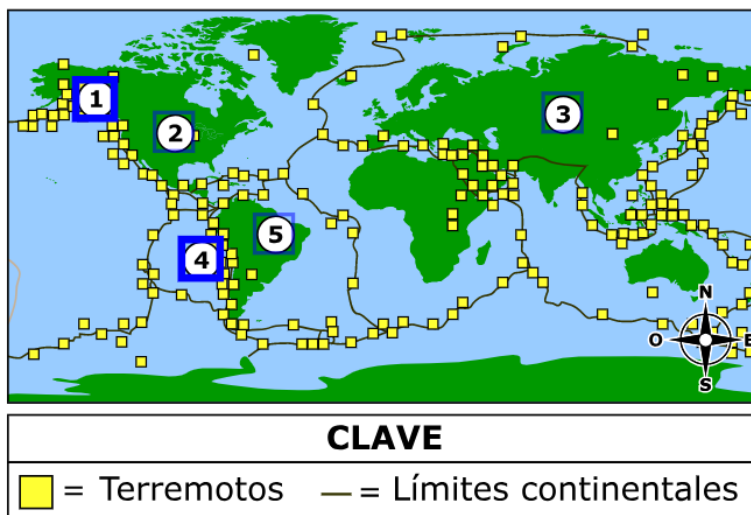 1
2
3
5
4
N
O E
S
CLAVE
= Terremotos = Límites continentales